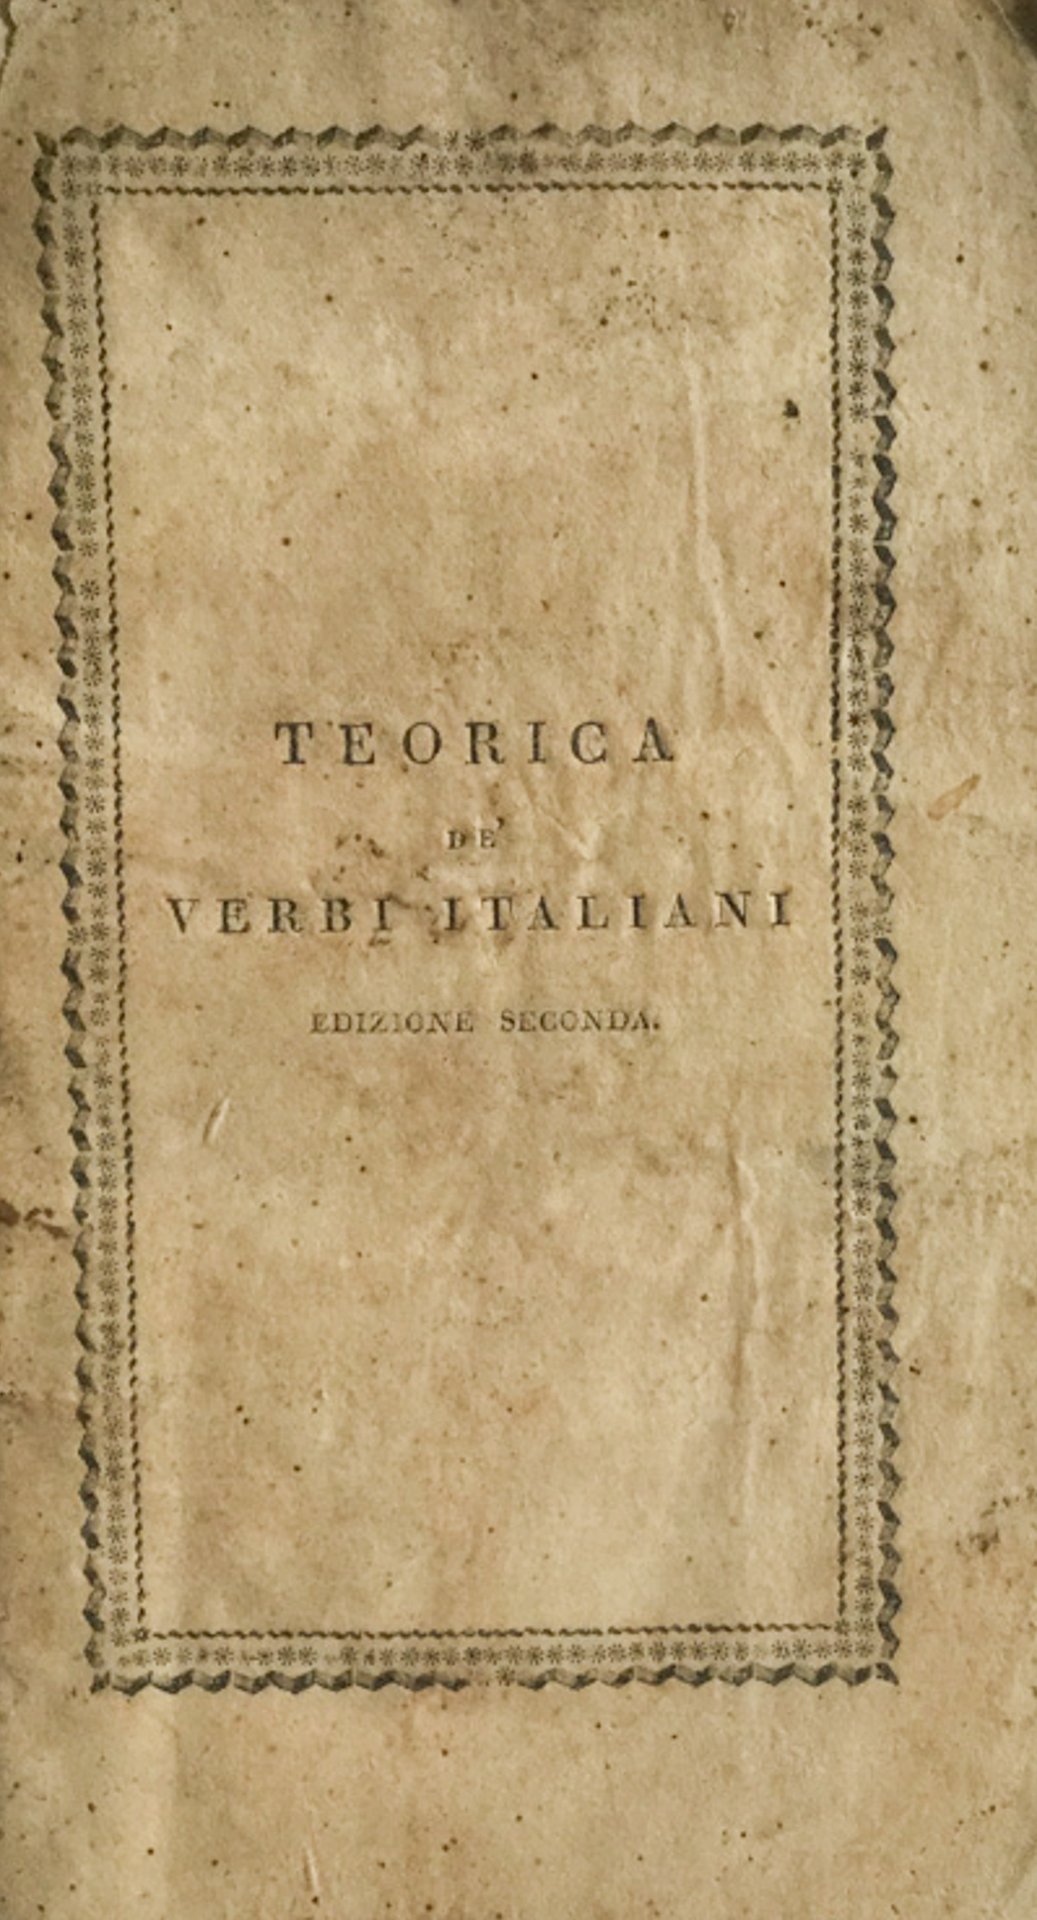 TEORICA
DE'
VERBI ITALIANI
EDIZIONE SECONDA.